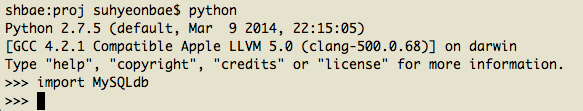 shbae:proj suhyeonbae$ python
Python 2.7.5 (default, Mar  9 2014, 22:15:05)
[GCC 4.2.1 Compatible Apple LLVM 5.0 (clang-500.0.68)] on darwin
Type "help", "copyright", "credits" or "license" for more information.
>>> import MySQLdb
>>>